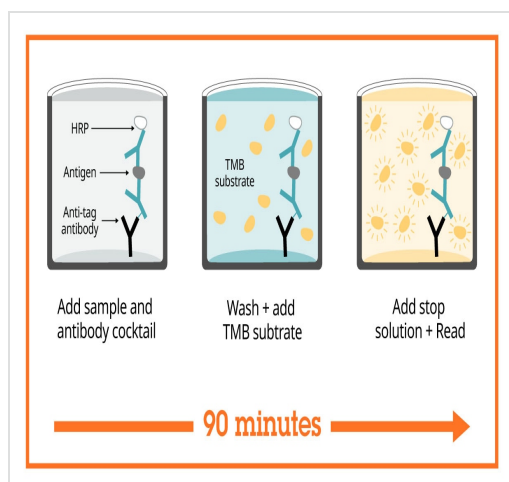 HRP
Antigen
Anti-tag
antibody
TMB
substrate
Add sample and
antibody cocktail
Wash + add
TMB subtrate
Add stop
solution + Read
90 minutes